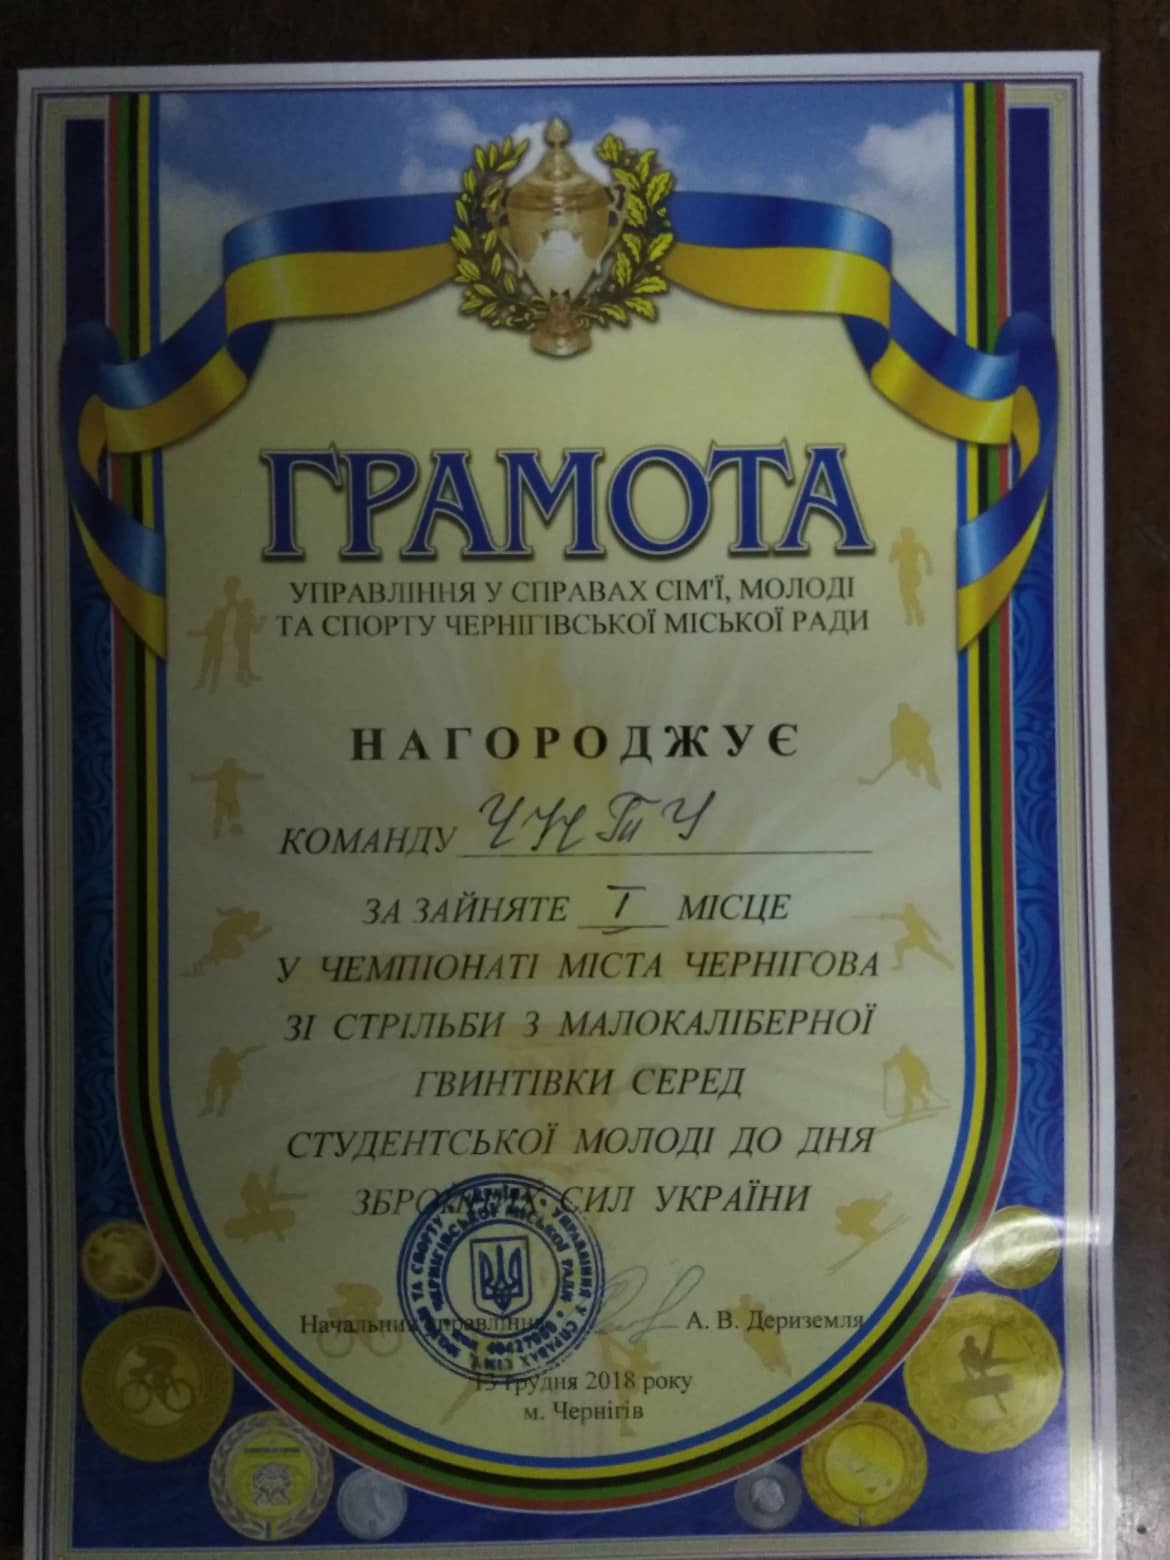 ГРАМОТА
УПРАВЛІННЯ У СПРАВАХ СІМ'Ї, МОЛОДІ
ТА СПОРТУ ЧЕРНІГІВСЬКОЇ МІСЬКОЇ РАДИ
НАГОРОДЖУЄ
КОМАНДУ ЧНТУ
ЗА ЗАЙНЯТЕ I МІСЦЕ
У ЧЕМПІОНАТІ МІСТА ЧЕРНІГОВА
ЗІ СТРІЛЬБИ З МАЛОКАЛІБЕРНОЇ
ГВИНТІВКИ СЕРЕД
СТУДЕНТСЬКОЇ МОЛОДІ ДО ДНЯ
ЗБРОЙНИХ СИЛ УКРАЇНИ
Начальник управління А. В. Дериземля
13 грудня 2018 року
м. Чернігів